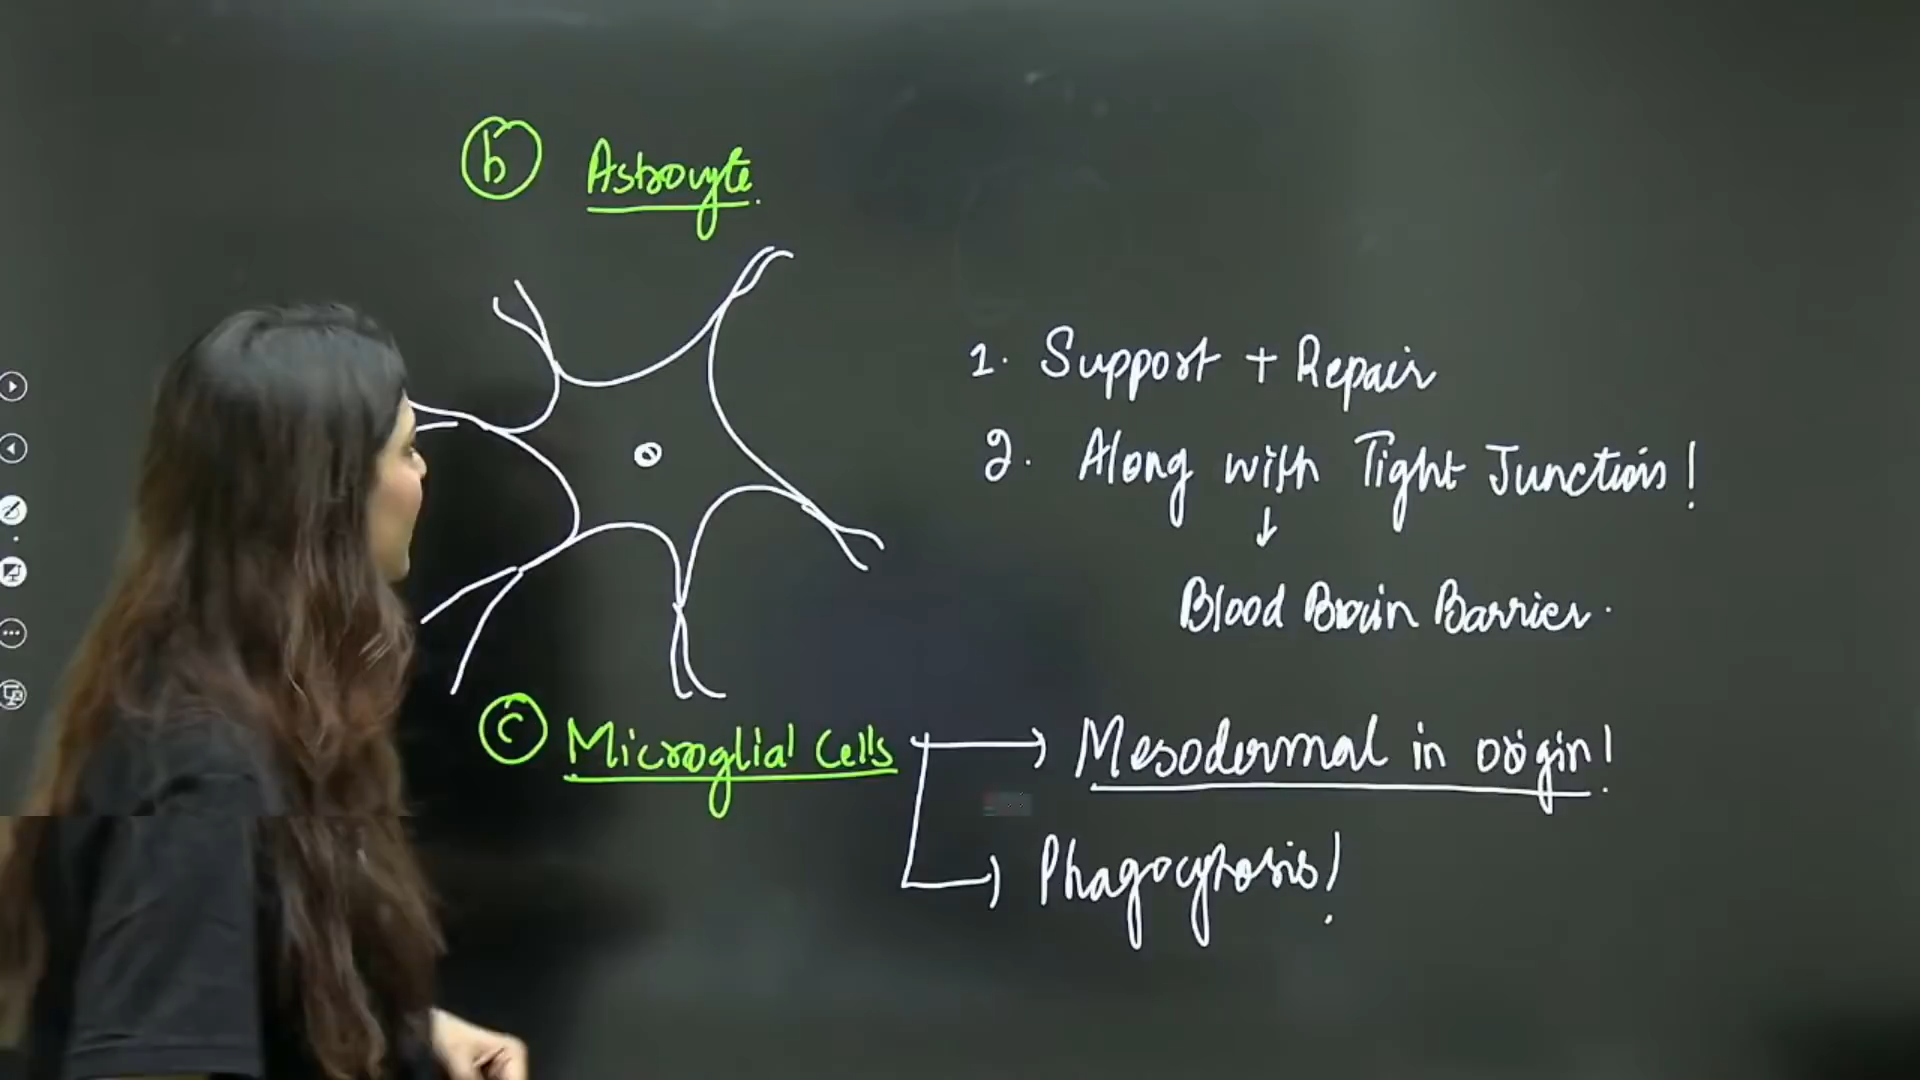 b Astrocyte.
1. Support + Repair
2. Along with Tight Junctions!
↓
Blood Brain Barrier.
c Microglial Cells → Mesodermal in origin!
→ Phagocytosis!